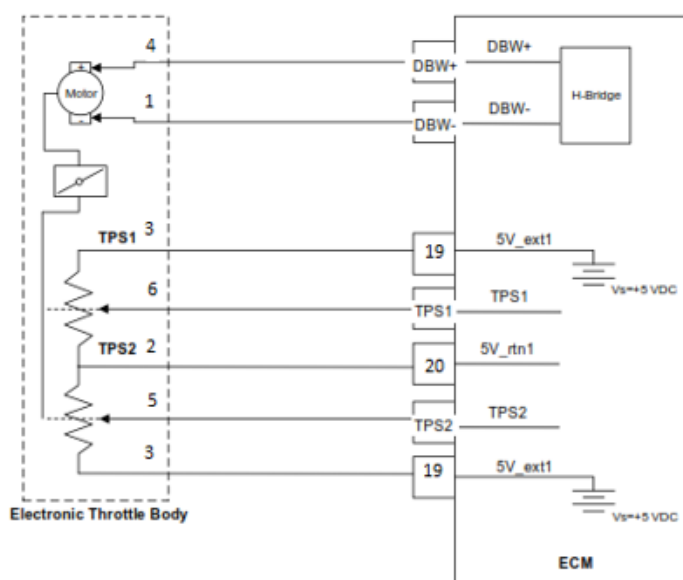 4
DBW+
DBW+
+
Motor
H-Bridge
1
DBW-
-
DBW-
TPS1
3
19
5V_ext1
6
TPS1
TPS1
Vs=+5 VDC
TPS2
2
20
5V_rtn1
5
TPS2
TPS2
3
19
5V_ext1
Electronic Throttle Body
Vs=+5 VDC
ECM